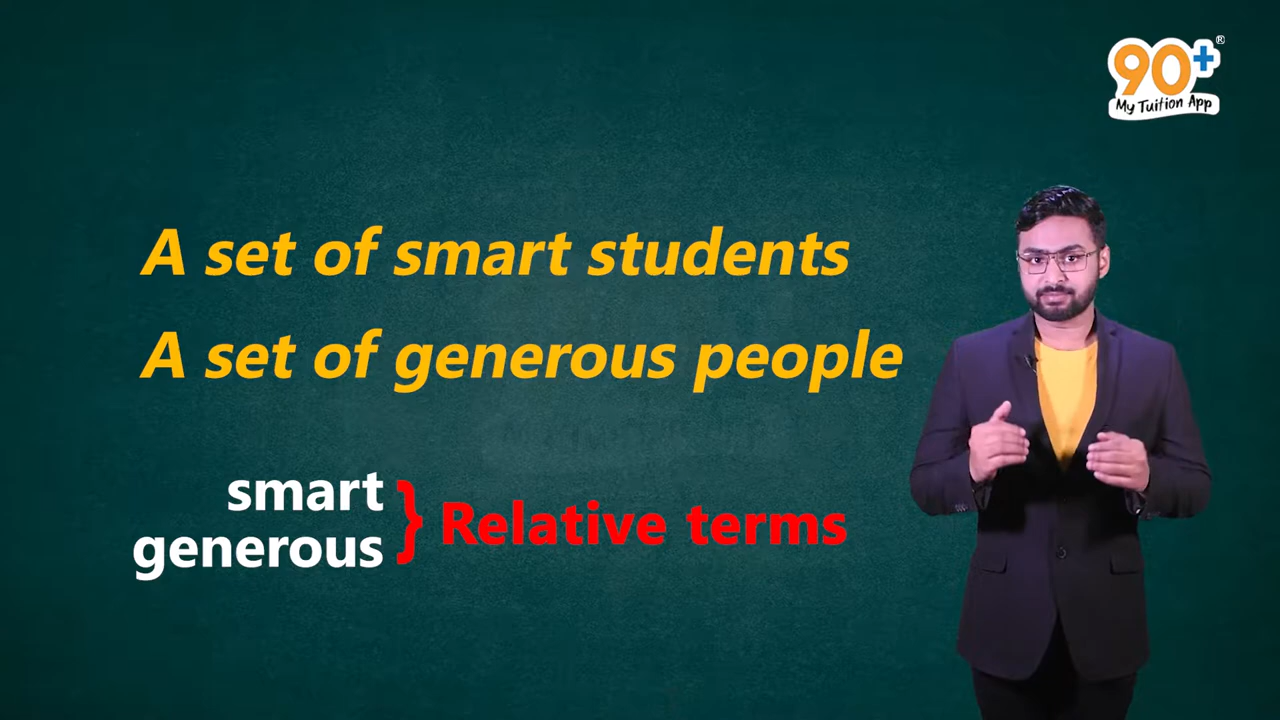 90+®
My Tuition App
A set of smart students
A set of generous people
smart
generous
} Relative terms